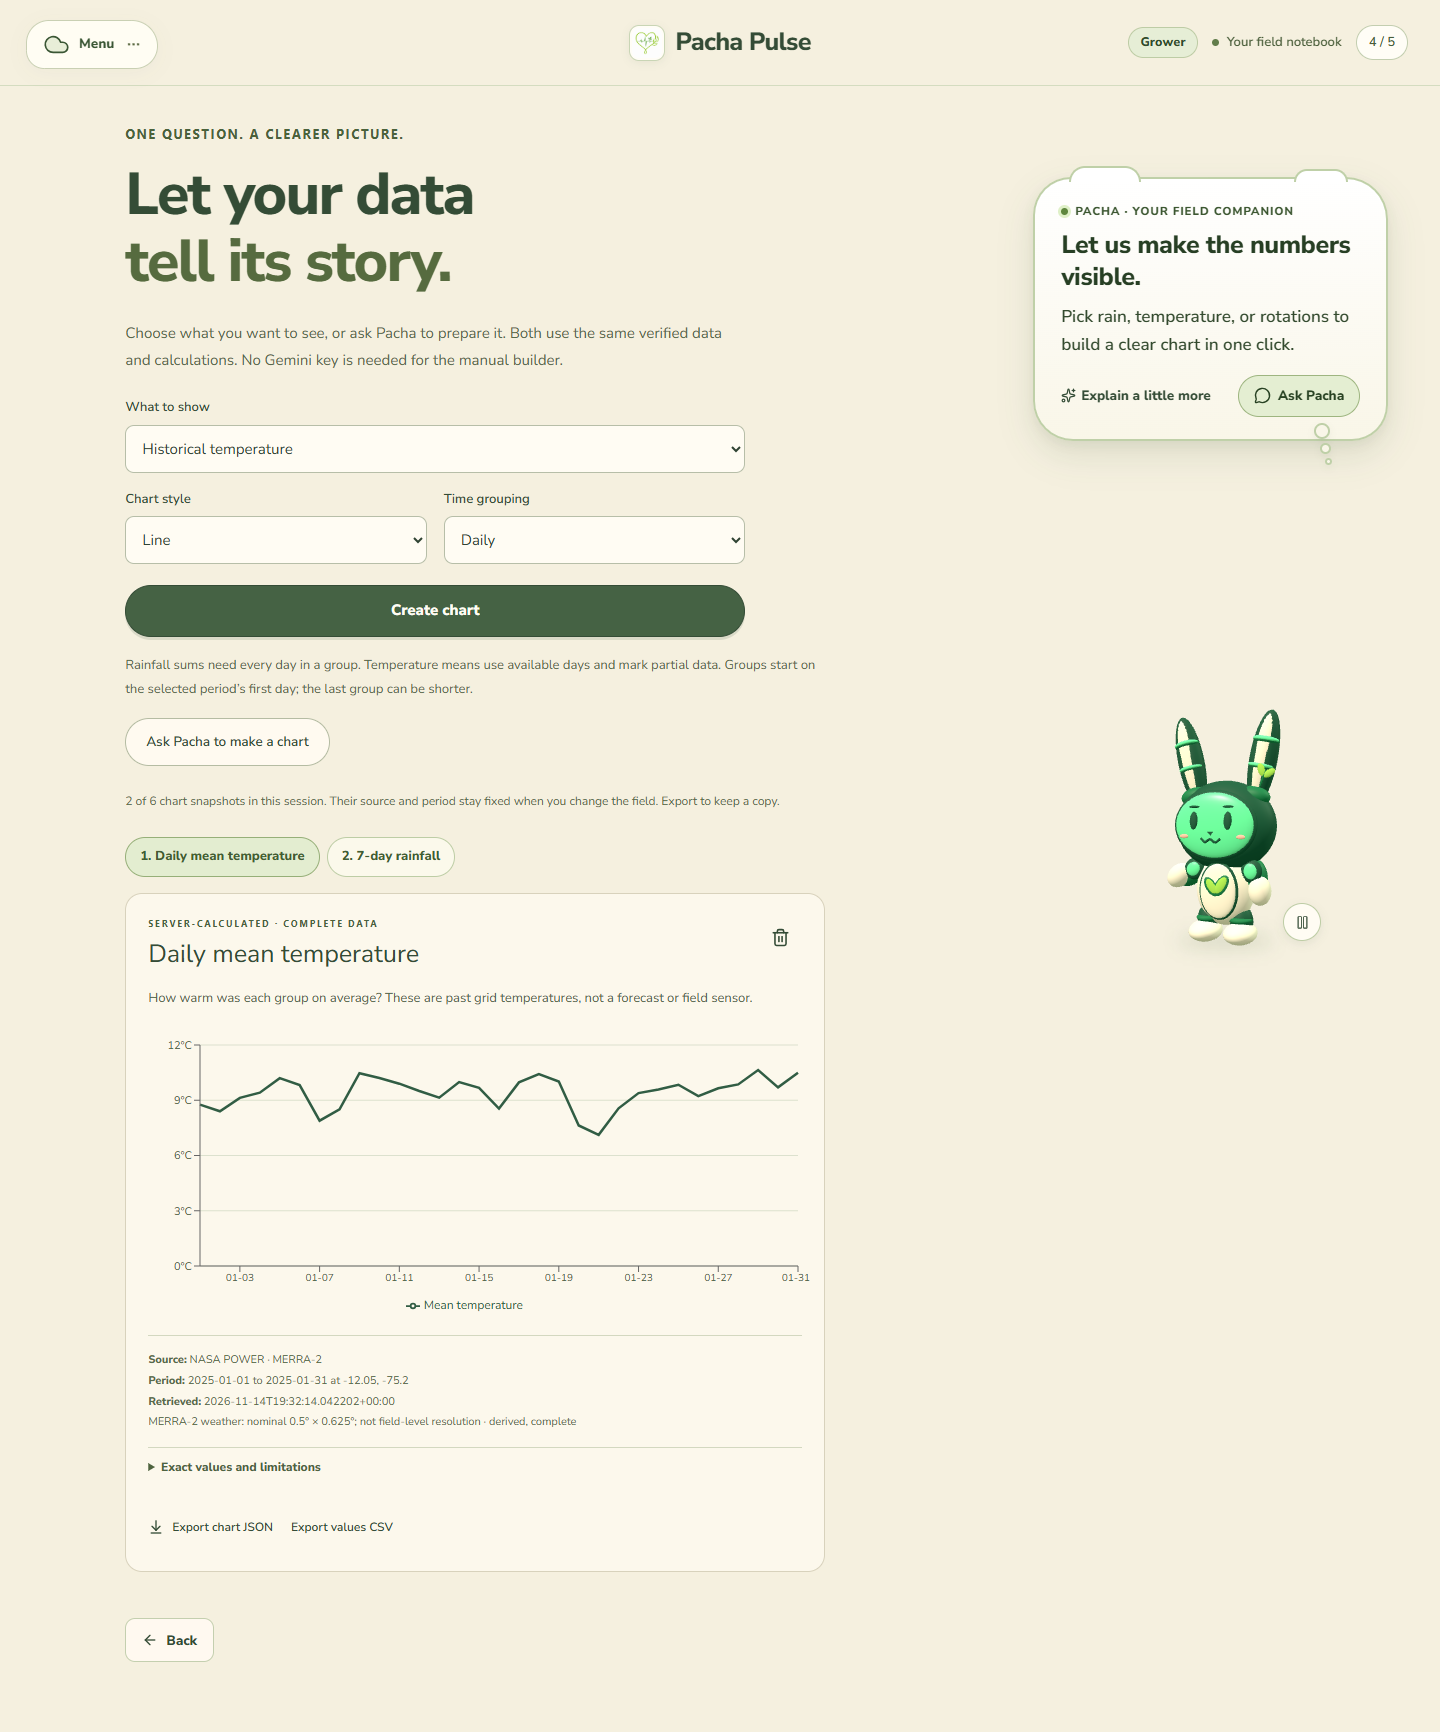 Menu ···
Pacha Pulse
Grower
Your field notebook
4 / 5
ONE QUESTION. A CLEARER PICTURE.
Let your data
tell its story.
Choose what you want to see, or ask Pacha to prepare it. Both use the same verified data
and calculations. No Gemini key is needed for the manual builder.
What to show
Historical temperature
Chart style
Time grouping
Line
Daily
Create chart
Rainfall sums need every day in a group. Temperature means use available days and mark partial data. Groups start on
the selected period's first day; the last group can be shorter.
Ask Pacha to make a chart
2 of 6 chart snapshots in this session. Their source and period stay fixed when you change the field. Export to keep a copy.
1. Daily mean temperature
2. 7-day rainfall
SERVER-CALCULATED · COMPLETE DATA
Daily mean temperature
How warm was each group on average? These are past grid temperatures, not a forecast or field sensor.
12°C
9°C
6°C
3°C
0°C
01-03 01-07 01-11 01-15 01-19 01-23 01-27 01-31
Mean temperature
Source: NASA POWER · MERRA-2
Period: 2025-01-01 to 2025-01-31 at -12.05, -75.2
Retrieved: 2026-11-14T19:32:14.042202+00:00
MERRA-2 weather: nominal 0.5° × 0.625°; not field-level resolution · derived, complete
Exact values and limitations
Export chart JSON
Export values CSV
Back
PACHA · YOUR FIELD COMPANION
Let us make the numbers
visible.
Pick rain, temperature, or rotations to
build a clear chart in one click.
Explain a little more
Ask Pacha